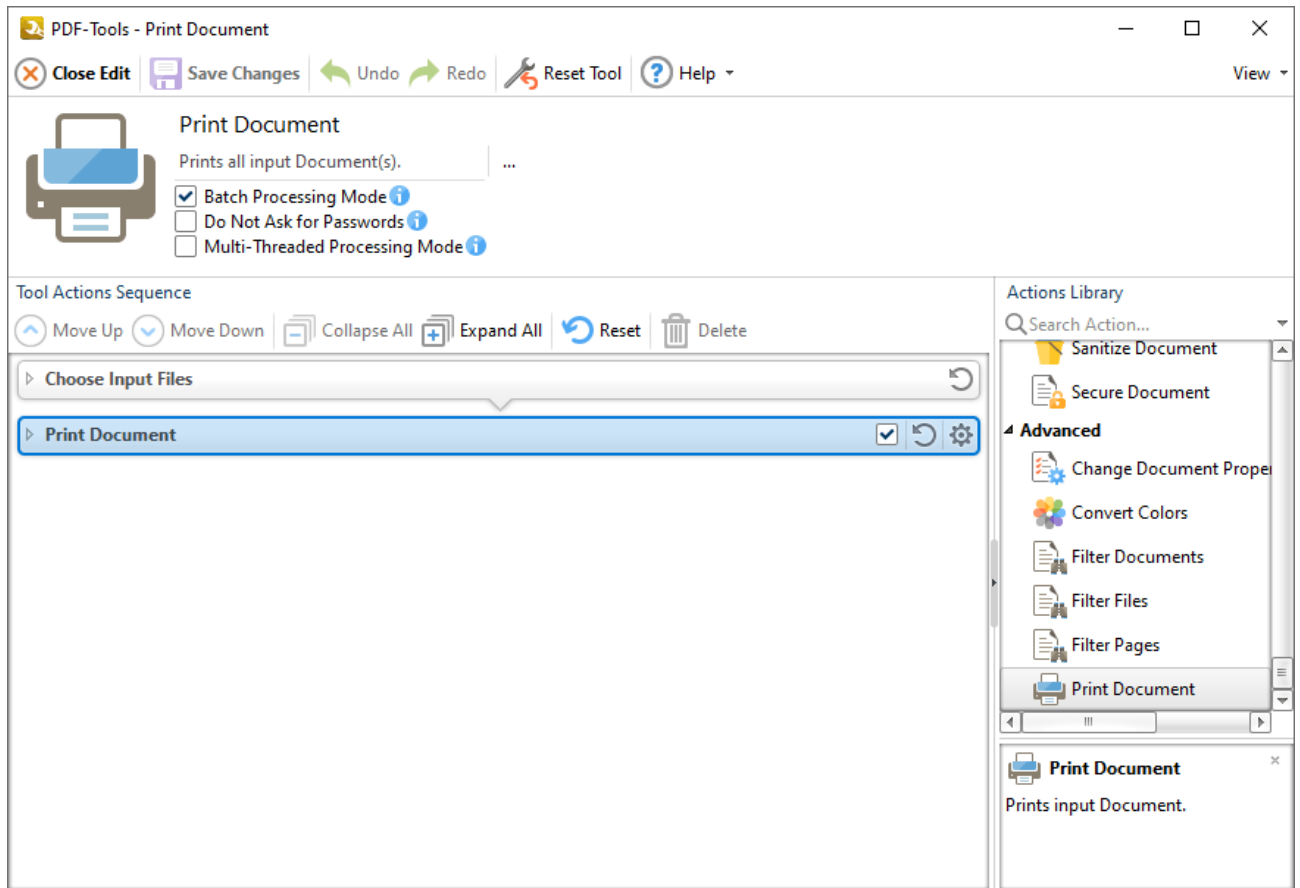 PDF-Tools - Print Document
Close Edit Save Changes Undo Redo Reset Tool ? Help View
Print Document
Prints all input Document(s). ...
Batch Processing Mode i
Do Not Ask for Passwords i
Multi-Threaded Processing Mode i
Tool Actions Sequence
Move Up Move Down Collapse All Expand All Reset Delete
Choose Input Files
Print Document
Actions Library
Search Action...
Sanitize Document
Secure Document
Advanced
Change Document Proper
Convert Colors
Filter Documents
Filter Files
Filter Pages
Print Document
Print Document
Prints input Document.